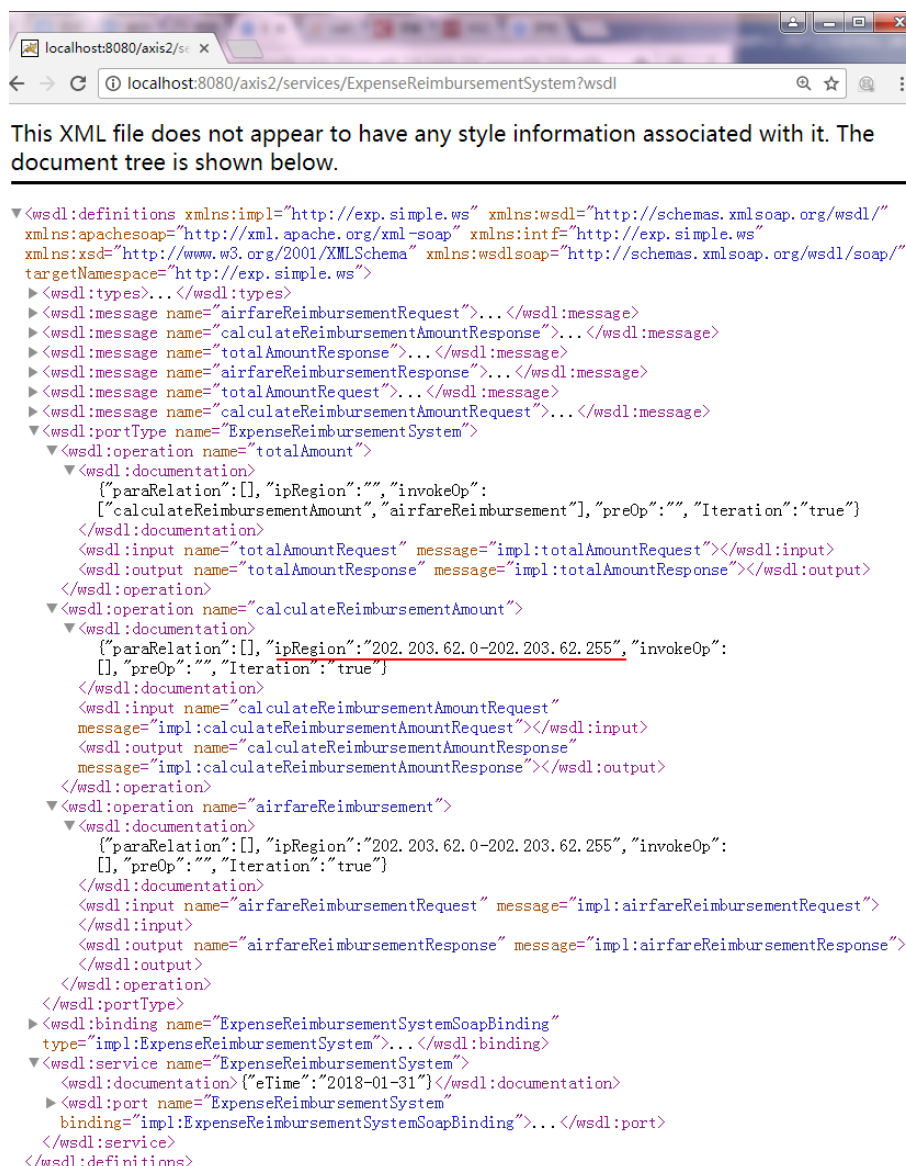 localhost:8080/axis2/se
localhost:8080/axis2/services/ExpenseReimbursementSystem?wsdl
This XML file does not appear to have any style information associated with it. The
document tree is shown below.
▼<wsdl:definitions xmlns:impl="http://exp.simple.ws" xmlns:wsdl="http://schemas.xmlsoap.org/wsdl/"
xmlns:apachesoap="http://xml.apache.org/xml-soap" xmlns:intf="http://exp.simple.ws"
xmlns:xsd="http://www.w3.org/2001/XMLSchema" xmlns:wsdlsoap="http://schemas.xmlsoap.org/wsdl/soap/"
targetNamespace="http://exp.simple.ws">
▶<wsdl:types>...</wsdl:types>
▶<wsdl:message name="airfareReimbursementRequest">...</wsdl:message>
▶<wsdl:message name="calculateReimbursementAmountResponse">...</wsdl:message>
▶<wsdl:message name="totalAmountResponse">...</wsdl:message>
▶<wsdl:message name="airfareReimbursementResponse">...</wsdl:message>
▶<wsdl:message name="totalAmountRequest">...</wsdl:message>
▶<wsdl:message name="calculateReimbursementAmountRequest">...</wsdl:message>
▼<wsdl:portType name="ExpenseReimbursementSystem">
▼<wsdl:operation name="totalAmount">
▼<wsdl:documentation>
{"paraRelation":[],"ipRegion":"","invokeOp":
["calculateReimbursementAmount","airfareReimbursement"],"preOp":"","Iteration":"true"}
</wsdl:documentation>
<wsdl:input name="totalAmountRequest" message="impl:totalAmountRequest"></wsdl:input>
<wsdl:output name="totalAmountResponse" message="impl:totalAmountResponse"></wsdl:output>
</wsdl:operation>
▼<wsdl:operation name="calculateReimbursementAmount">
▼<wsdl:documentation>
{"paraRelation":[],"ipRegion":"202.203.62.0-202.203.62.255","invokeOp":
[],"preOp":"","Iteration":"true"}
</wsdl:documentation>
<wsdl:input name="calculateReimbursementAmountRequest"
message="impl:calculateReimbursementAmountRequest"></wsdl:input>
<wsdl:output name="calculateReimbursementAmountResponse"
message="impl:calculateReimbursementAmountResponse"></wsdl:output>
</wsdl:operation>
▼<wsdl:operation name="airfareReimbursement">
▼<wsdl:documentation>
{"paraRelation":[],"ipRegion":"202.203.62.0-202.203.62.255","invokeOp":
[],"preOp":"","Iteration":"true"}
</wsdl:documentation>
<wsdl:input name="airfareReimbursementRequest" message="impl:airfareReimbursementRequest">
</wsdl:input>
<wsdl:output name="airfareReimbursementResponse" message="impl:airfareReimbursementResponse">
</wsdl:output>
</wsdl:operation>
</wsdl:portType>
▶<wsdl:binding name="ExpenseReimbursementSystemSoapBinding"
type="impl:ExpenseReimbursementSystem">...</wsdl:binding>
▼<wsdl:service name="ExpenseReimbursementSystem">
<wsdl:documentation>{"eTime":"2018-01-31"}</wsdl:documentation>
▶<wsdl:port name="ExpenseReimbursementSystem"
binding="impl:ExpenseReimbursementSystemSoapBinding">...</wsdl:port>
</wsdl:service>
</wsdl:definitions>